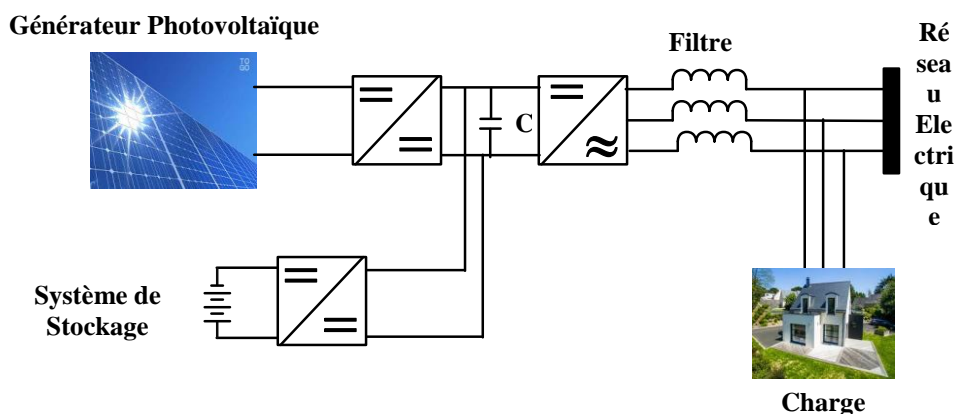 Générateur Photovoltaïque
Filtre
Ré
sea
u
Ele
ctri
qu
e
C
Système de
Stockage
Charge